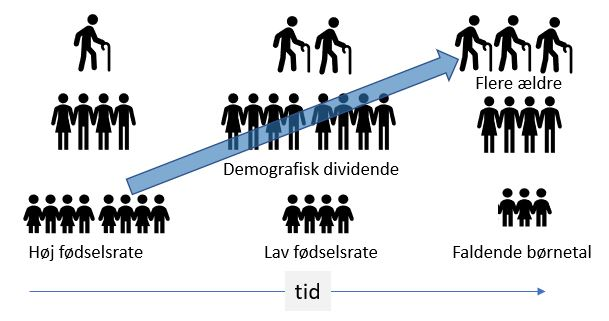 Flere ældre
Demografisk dividende
Høj fødselsrate
Lav fødselsrate
Faldende børnetal
tid